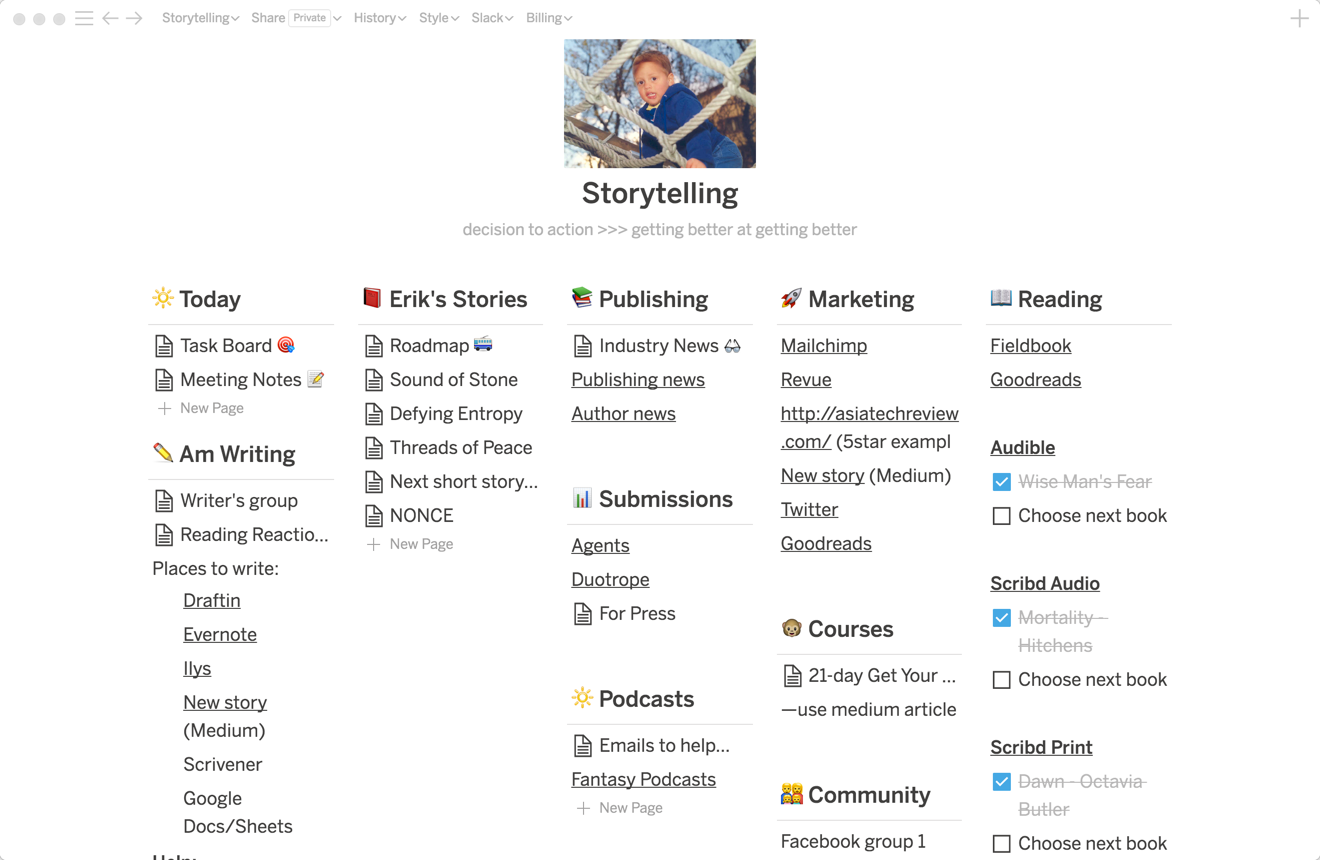 Storytelling Share Private History Style Slack Billing
Storytelling
decision to action >>> getting better at getting better
Today
Task Board
Meeting Notes
New Page
Am Writing
Writer's group
Reading Reactio...
Places to write:
Draftin
Evernote
Ilys
New story
(Medium)
Scrivener
Google
Docs/Sheets
Help:
Erik's Stories
Roadmap
Sound of Stone
Defying Entropy
Threads of Peace
Next short story...
NONCE
New Page
Publishing
Industry News
Publishing news
Author news
Submissions
Agents
Duotrope
For Press
Podcasts
Emails to help...
Fantasy Podcasts
New Page
Marketing
Mailchimp
Revue
http://asiatechreview
.com/ (5star exampl
New story (Medium)
Twitter
Goodreads
Courses
21-day Get Your ...
—use medium article
Community
Facebook group 1
Reading
Fieldbook
Goodreads
Audible
Wise Man's Fear
Choose next book
Scribd Audio
Mortality -
Hitchens
Choose next book
Scribd Print
Dawn - Octavia
Butler
Choose next book